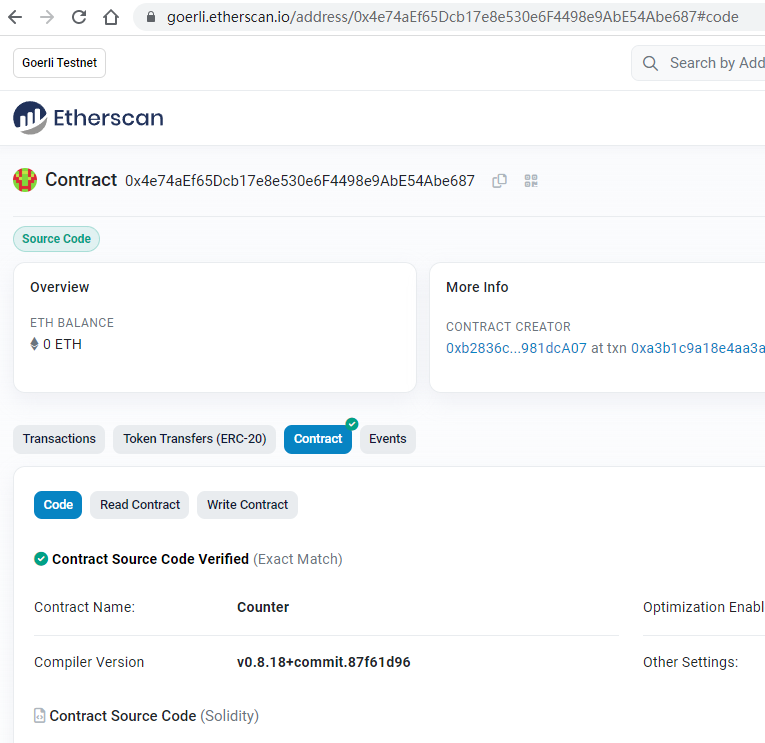 goerli.etherscan.io/address/0x4e74aEf65Dcb17e8e530e6F4498e9AbE54Abe687#code
Goerli Testnet
Search by Add
Etherscan
Contract 0x4e74aEf65Dcb17e8e530e6F4498e9AbE54Abe687
Source Code
Overview
ETH BALANCE
0 ETH
More Info
CONTRACT CREATOR
0xb2836c...981dcA07 at txn 0xa3b1c9a18e4aa3a
Transactions Token Transfers (ERC-20) Contract Events
Code Read Contract Write Contract
Contract Source Code Verified (Exact Match)
Contract Name: Counter Optimization Enabl
Compiler Version v0.8.18+commit.87f61d96 Other Settings:
Contract Source Code (Solidity)